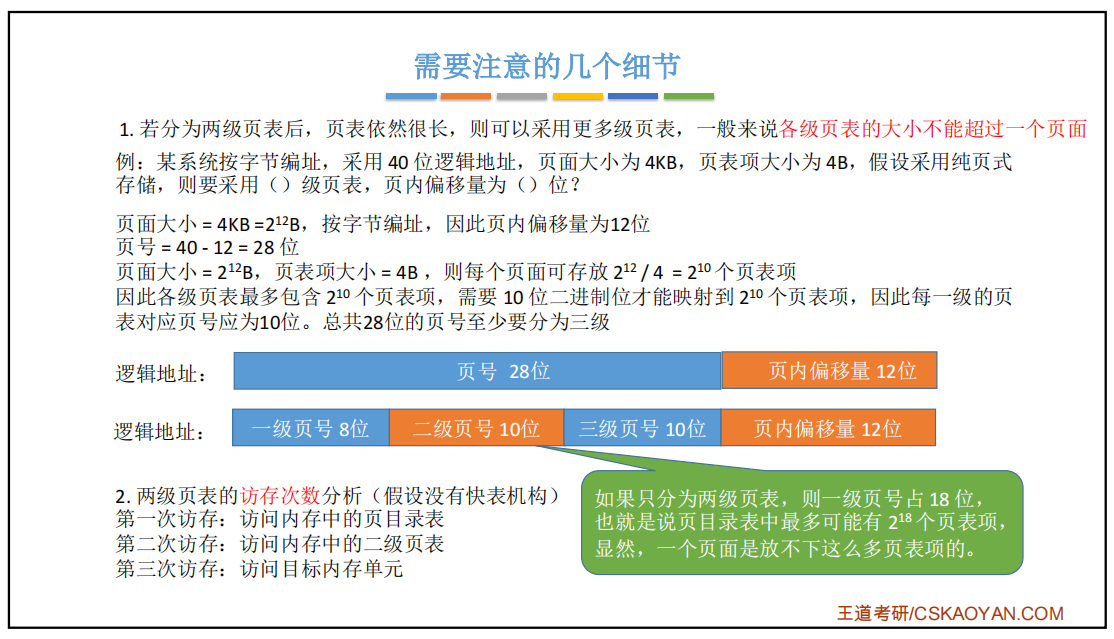 需要注意的几个细节
1. 若分为两级页表后，页表依然很长，则可以采用更多级页表，一般来说各级页表的大小不能超过一个页面
例：某系统按字节编址，采用 40 位逻辑地址，页面大小为 4KB，页表项大小为 4B，假设采用纯页式
存储，则要采用（）级页表，页内偏移量为（）位？
页面大小 = 4KB =2¹²B，按字节编址，因此页内偏移量为12位
页号 = 40 - 12 = 28 位
页面大小 = 2¹²B，页表项大小 = 4B ，则每个页面可存放 2¹² / 4 = 2¹⁰ 个页表项
因此各级页表最多包含 2¹⁰ 个页表项，需要 10 位二进制位才能映射到 2¹⁰ 个页表项，因此每一级的页
表对应页号应为10位。总共28位的页号至少要分为三级
逻辑地址： 页号 28位 页内偏移量 12位
逻辑地址： 一级页号 8位 二级页号 10位 三级页号 10位 页内偏移量 12位
2. 两级页表的访存次数分析（假设没有快表机构）
第一次访存：访问内存中的页目录表
第二次访存：访问内存中的二级页表
第三次访存：访问目标内存单元
如果只分为两级页表，则一级页号占 18 位，
也就是说页目录表中最多可能有 2¹⁸ 个页表项，
显然，一个页面是放不下这么多页表项的。
王道考研/CSKAOYAN.COM